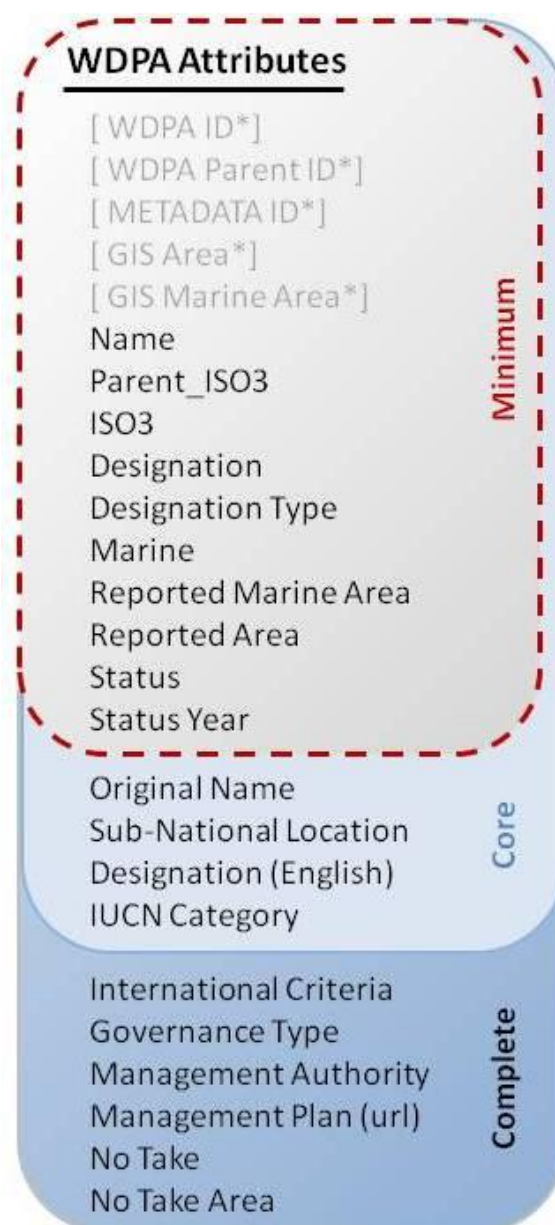 WDPA Attributes
[ WDPA ID*]
[ WDPA Parent ID*]
[ METADATA ID*]
[ GIS Area*]
[ GIS Marine Area*]
Name
Parent_ISO3
ISO3
Designation
Designation Type
Marine
Reported Marine Area
Reported Area
Status
Status Year
Minimum
Original Name
Sub-National Location
Designation (English)
IUCN Category
Core
International Criteria
Governance Type
Management Authority
Management Plan (url)
No Take
No Take Area
Complete